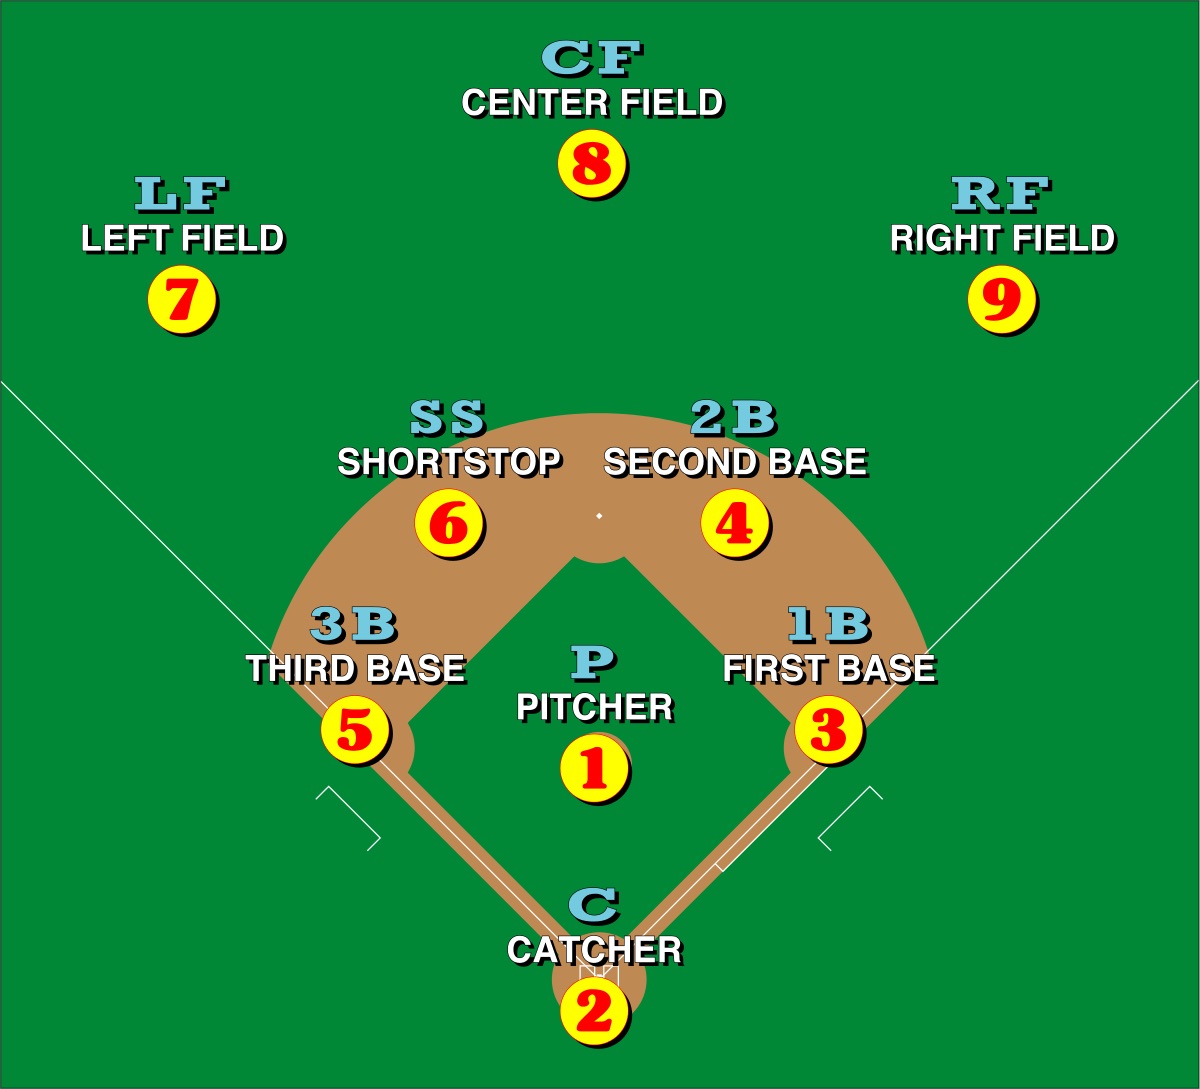 CF
CENTER FIELD
8
LF
LEFT FIELD
7
RF
RIGHT FIELD
9
SS
SHORTSTOP
6
2B
SECOND BASE
4
3B
THIRD BASE
5
P
PITCHER
1
1B
FIRST BASE
3
C
CATCHER
2